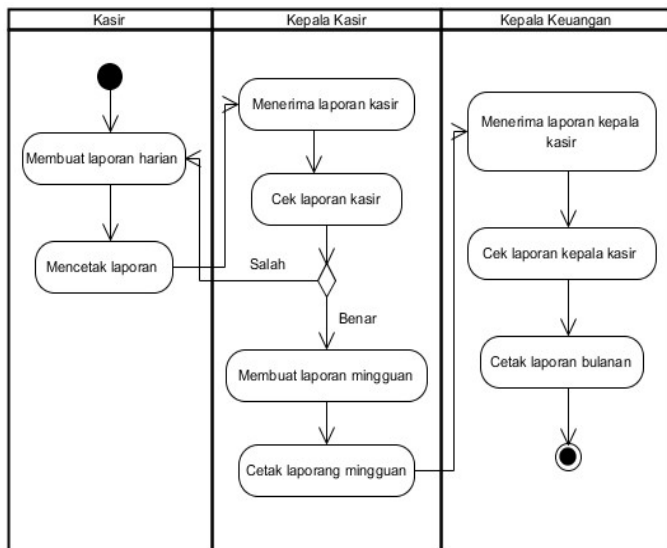 Kasir
Kepala Kasir
Kepala Keuangan
Membuat laporan harian
Mencetak laporan
Menerima laporan kasir
Cek laporan kasir
Salah
Benar
Membuat laporan mingguan
Cetak laporang mingguan
Menerima laporan kepala
kasir
Cek laporan kepala kasir
Cetak laporan bulanan